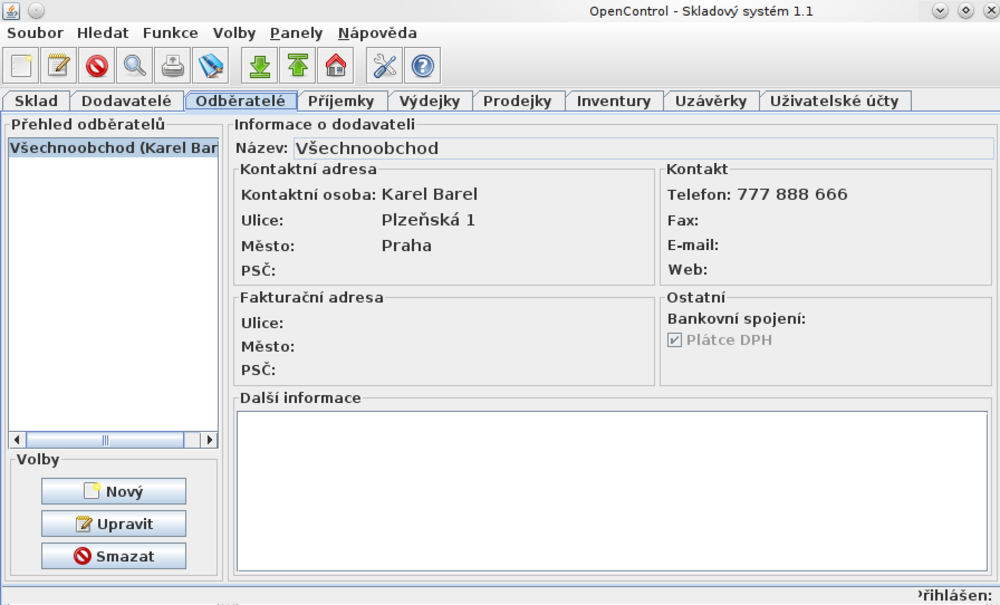 OpenControl - Skladový systém 1.1
Soubor Hledat Funkce Volby Panely Nápověda
Sklad Dodavatelé Odběratelé Příjemky Výdejky Prodejky Inventury Uzávěrky Uživatelské účty
Přehled odběratelů
Všechnoobchod (Karel Bar
Volby
Nový
Upravit
Smazat
Informace o dodavateli
Název: Všechnoobchod
Kontaktní adresa
Kontaktní osoba: Karel Barel
Ulice: Plzeňská 1
Město: Praha
PSČ:
Kontakt
Telefon: 777 888 666
Fax:
E-mail:
Web:
Fakturační adresa
Ulice:
Město:
PSČ:
Ostatní
Bankovní spojení:
Plátce DPH
Další informace
řihlášen: